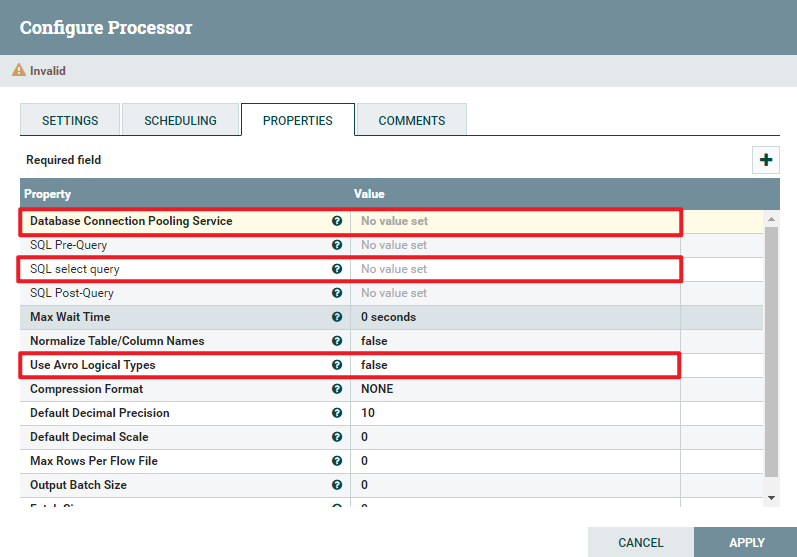 Configure Processor
Invalid
SETTINGS SCHEDULING PROPERTIES COMMENTS
Required field
Property Value
Database Connection Pooling Service No value set
SQL Pre-Query No value set
SQL select query No value set
SQL Post-Query No value set
Max Wait Time 0 seconds
Normalize Table/Column Names false
Use Avro Logical Types false
Compression Format NONE
Default Decimal Precision 10
Default Decimal Scale 0
Max Rows Per Flow File 0
Output Batch Size 0
CANCEL APPLY